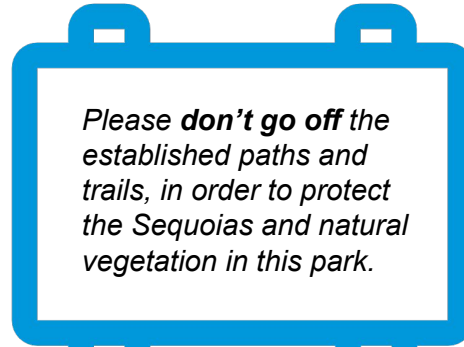 Please don’t go off the
established paths and
trails, in order to protect
the Sequoias and natural
vegetation in this park.